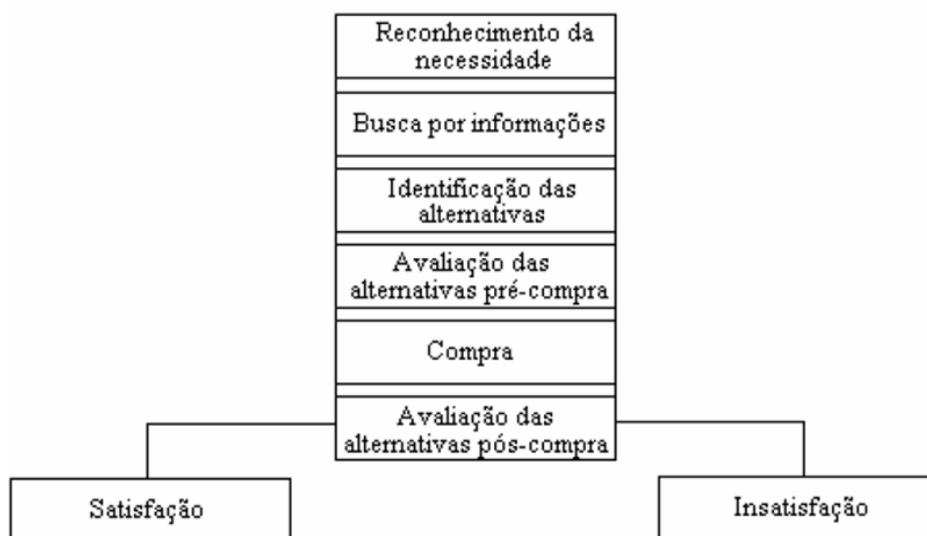 Reconhecimento da
necessidade
Busca por informações
Identificação das
alternativas
Avaliação das
alternativas pré-compra
Compra
Avaliação das
alternativas pós-compra
Satisfação
Insatisfação